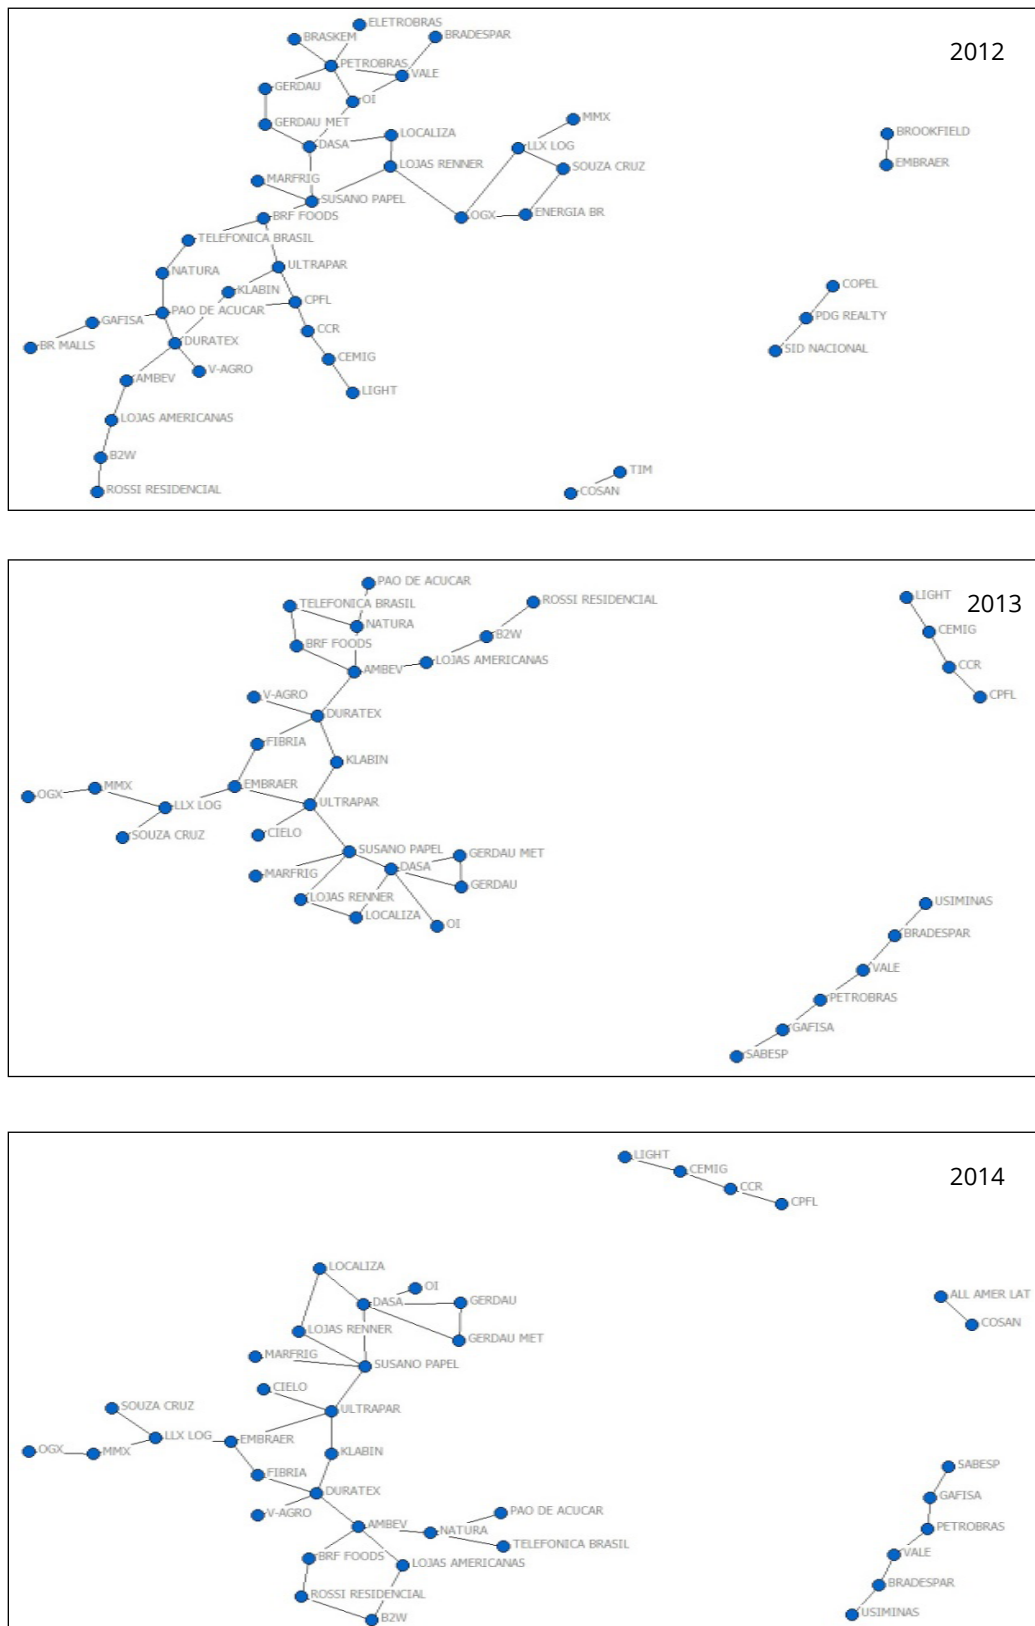 ELETROBRAS
BRASKEM
BRADESPAR
2012
PETROBRAS
VALE
GERDAU
OI
GERDAU MET
MMX
LOCALIZA
BROOKFIELD
DASA
LLX LOG
LOJAS RENNER
SOUZA CRUZ
EMBRAER
MARFRIG
SUSANO PAPEL
BRF FOODS
OGX
ENERGIA BR
TELEFONICA BRASIL
NATURA
ULTRAPAR
KLABIN
COPEL
CPFL
PAO DE ACUCAR
GAFISA
PDG REALTY
CCR
BR MALLS
DURATEX
SID NACIONAL
CEMIG
V-AGRO
AMBEV
LIGHT
LOJAS AMERICANAS
B2W
TIM
ROSSI RESIDENCIAL
COSAN
PAO DE ACUCAR
LIGHT
2013
TELEFONICA BRASIL
ROSSI RESIDENCIAL
NATURA
CEMIG
B2W
BRF FOODS
LOJAS AMERICANAS
AMBEV
CCR
V-AGRO
CPFL
DURATEX
FIBRIA
KLABIN
EMBRAER
MMX
OGX
ULTRAPAR
LLX LOG
SOUZA CRUZ
CIELO
SUSANO PAPEL
GERDAU MET
DASA
MARFRIG
GERDAU
LOJAS RENNER
USIMINAS
LOCALIZA
OI
BRADESPAR
VALE
PETROBRAS
GAFISA
SABESP
LIGHT
CEMIG
2014
CCR
CPFL
LOCALIZA
OI
ALL AMER LAT
DASA
GERDAU
COSAN
LOJAS RENNER
GERDAU MET
MARFRIG
SUSANO PAPEL
CIELO
SOUZA CRUZ
ULTRAPAR
LLX LOG
EMBRAER
OGX
MMX
KLABIN
SABESP
FIBRIA
DURATEX
GAFISA
V-AGRO
PAO DE ACUCAR
AMBEV
NATURA
PETROBRAS
TELEFONICA BRASIL
BRF FOODS
LOJAS AMERICANAS
VALE
BRADESPAR
ROSSI RESIDENCIAL
USIMINAS
B2W